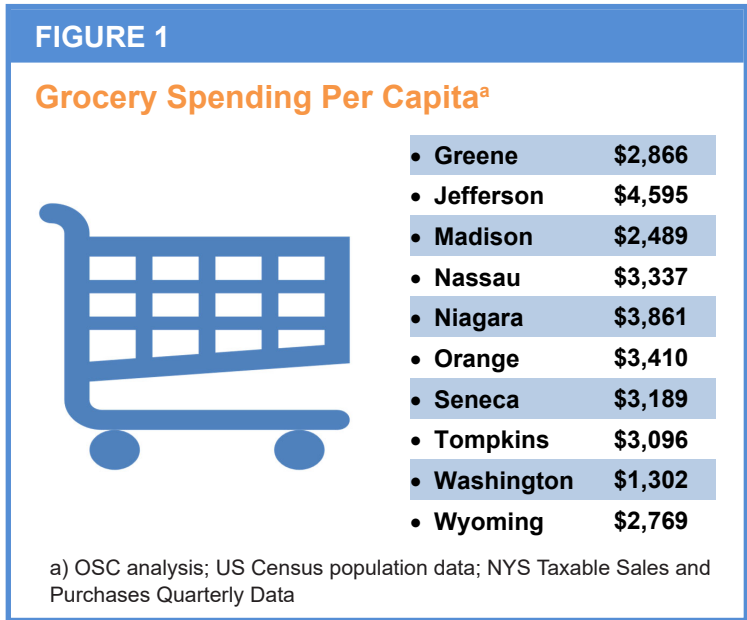 FIGURE 1
Grocery Spending Per Capitaᵃ
• Greene $2,866
• Jefferson $4,595
• Madison $2,489
• Nassau $3,337
• Niagara $3,861
• Orange $3,410
• Seneca $3,189
• Tompkins $3,096
• Washington $1,302
• Wyoming $2,769
a) OSC analysis; US Census population data; NYS Taxable Sales and
Purchases Quarterly Data